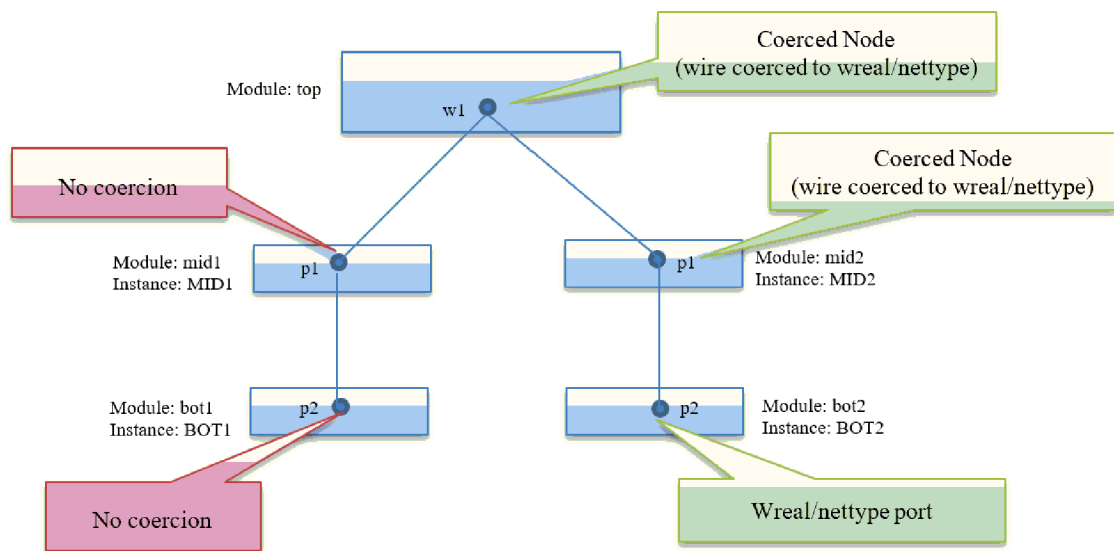 Coerced Node
(wire coerced to wreal/nettype)
Module: top
w1
No coercion
Coerced Node
(wire coerced to wreal/nettype)
Module: mid1
Instance: MID1
p1
p1
Module: mid2
Instance: MID2
Module: bot1
Instance: BOT1
p2
p2
Module: bot2
Instance: BOT2
No coercion
Wreal/nettype port